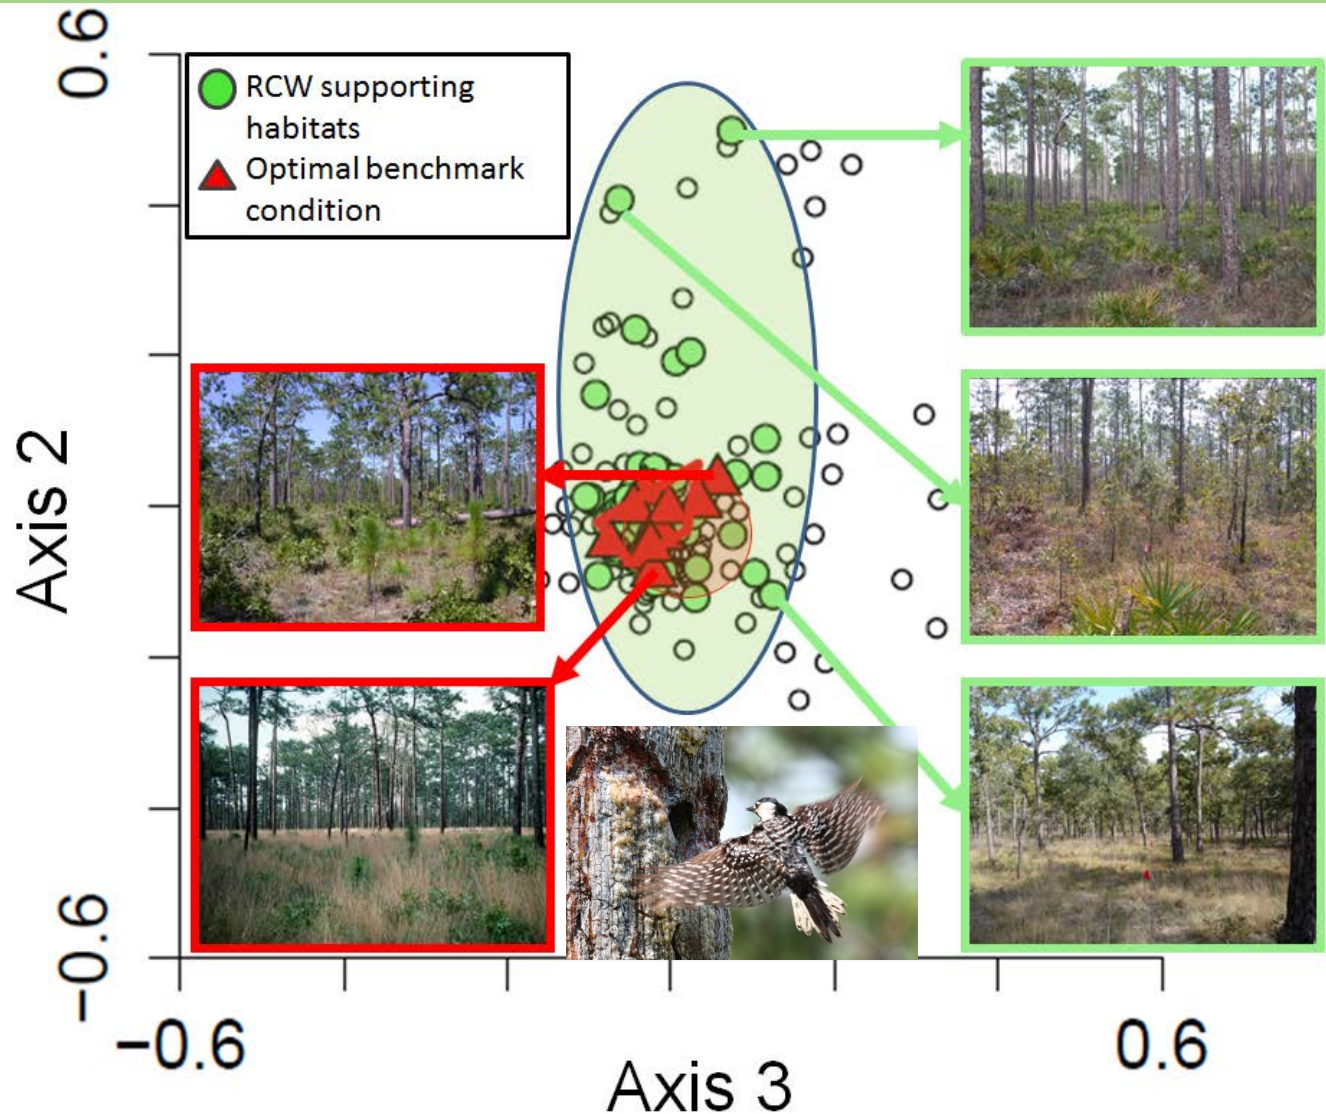 0.6
RCW supporting
habitats
Optimal benchmark
condition
Axis 2
−0.6
−0.6
0.6
Axis 3